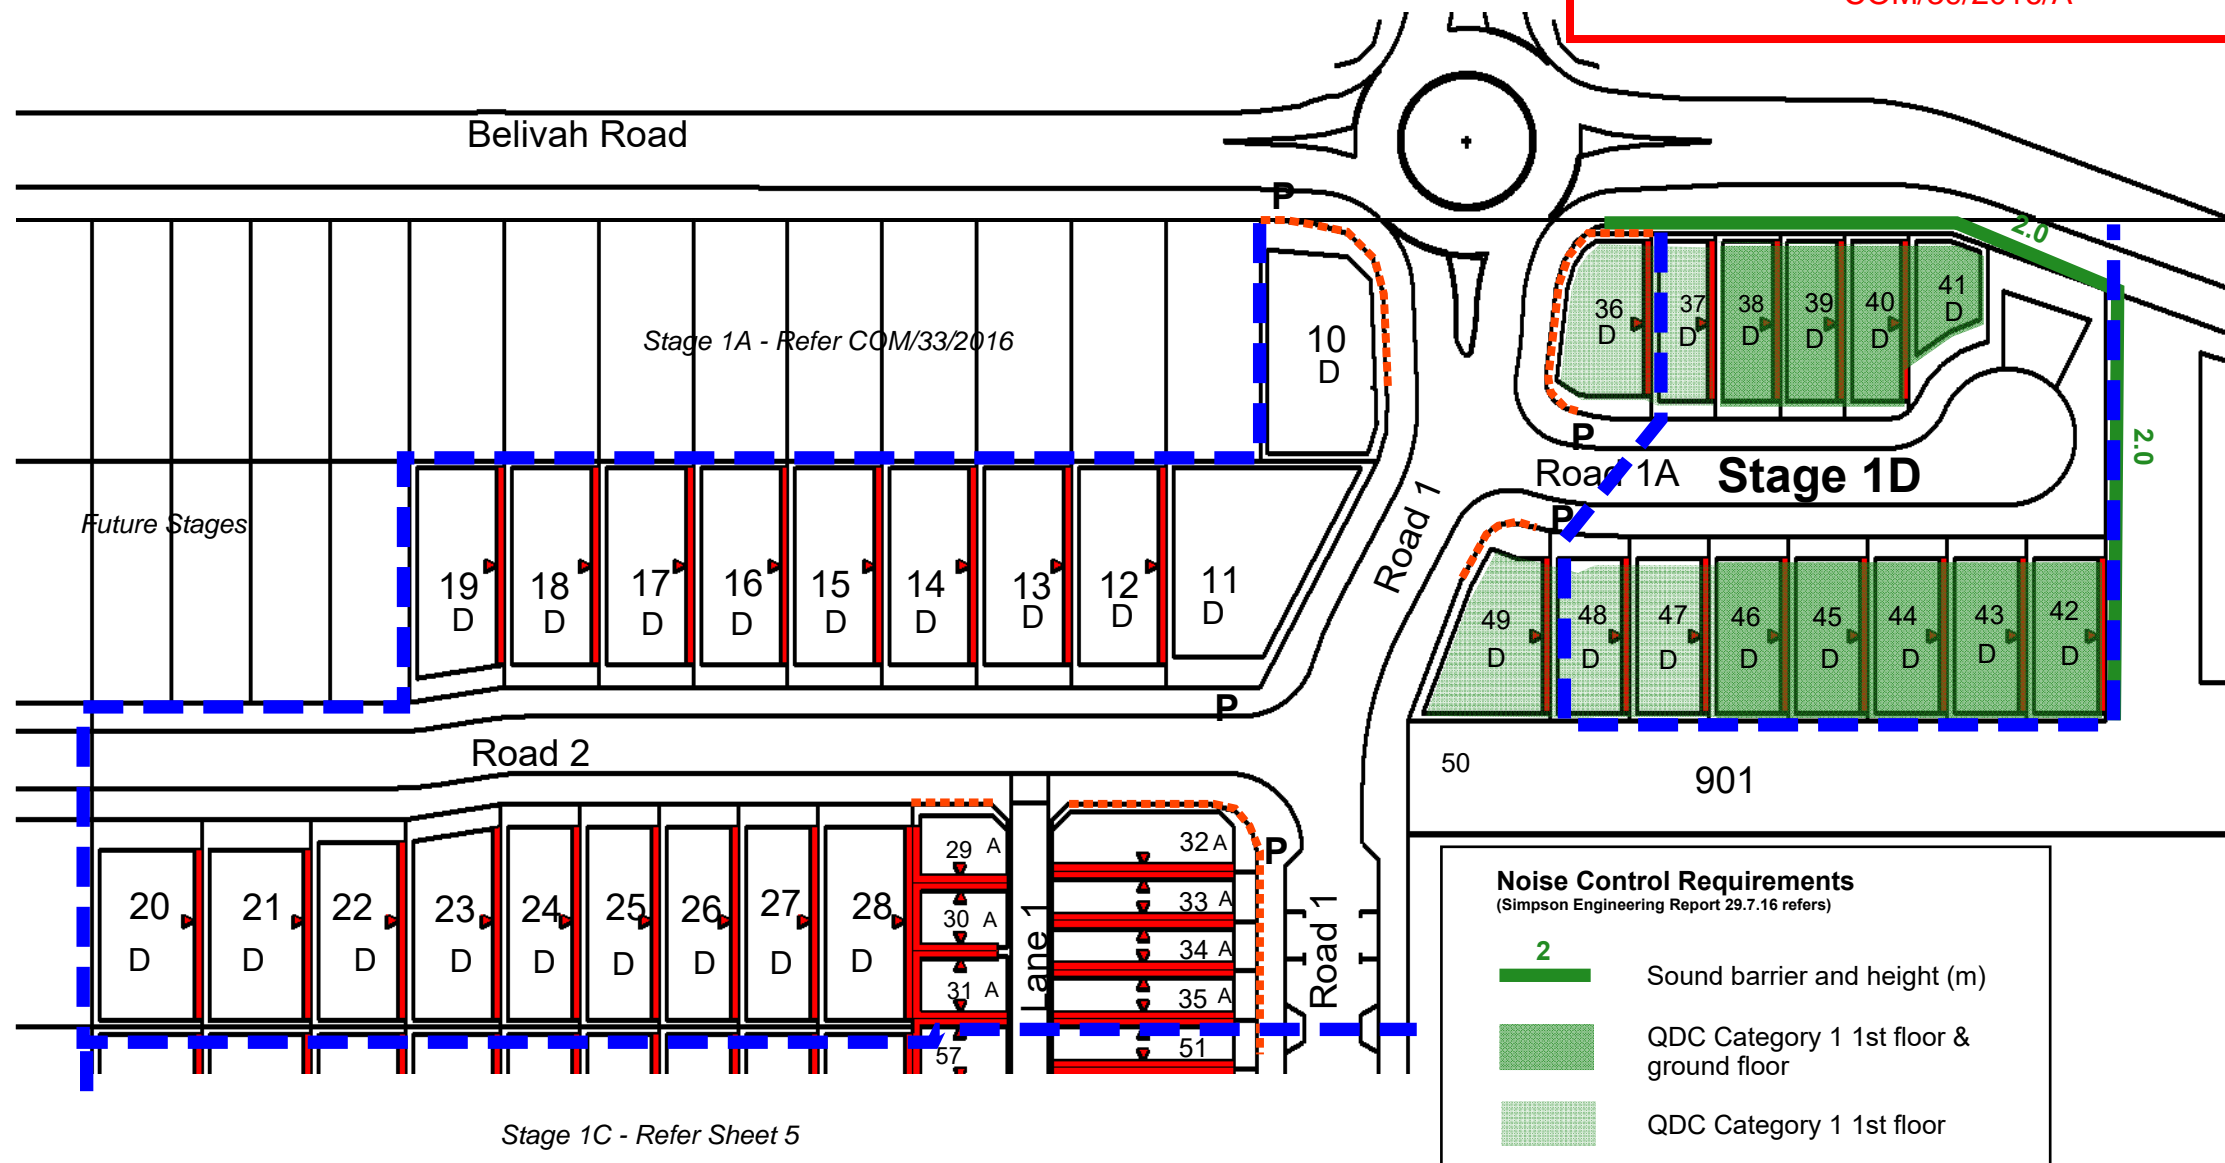 Belivah Road
P
2.0
Stage 1A - Refer COM/33/2016
10
D
36
D
37
D
38
D
39
D
40
D
41
D
P
Road 1A
Stage 1D
2.0
Future Stages
Road 1
P
19
D
18
D
17
D
16
D
15
D
14
D
13
D
12
D
11
D
49
D
48
D
47
D
46
D
45
D
44
D
43
D
42
D
P
Road 2
50
901
20
D
21
D
22
D
23
D
24
D
25
D
26
D
27
D
28
D
29 A
30 A
31 A
57
Lane 1
32 A
33 A
34 A
35 A
51
P
Road 1
Noise Control Requirements
(Simpson Engineering Report 29.7.16 refers)
2
Sound barrier and height (m)
QDC Category 1 1st floor &
ground floor
QDC Category 1 1st floor
Stage 1C - Refer Sheet 5